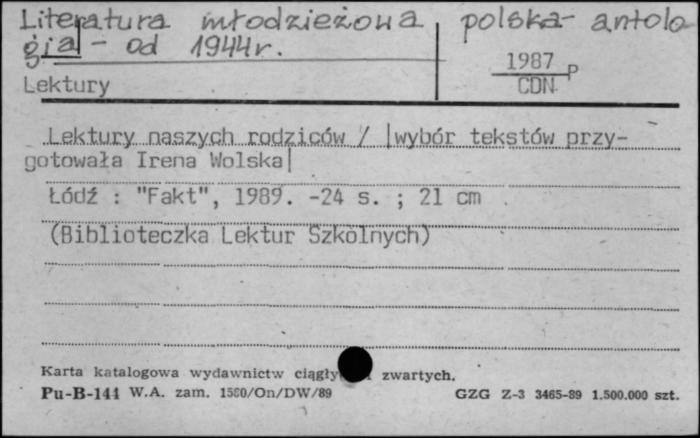 Literatura młodzieżowa polska - antolo
gia - od 1944r.
1987 P
CDN
Lektury
Lektury naszych rodziców / |wybór tekstów przy-
gotowała Irena Wolska|
Łódź : "Fakt", 1989. -24 s. ; 21 cm
(Biblioteczka Lektur Szkolnych)
Karta katalogowa wydawnictw zwartych.
Pu-B-144 W.A. zam. 1560/On/DW/89 GZG Z-3 3465-89 1.500.000 szt.